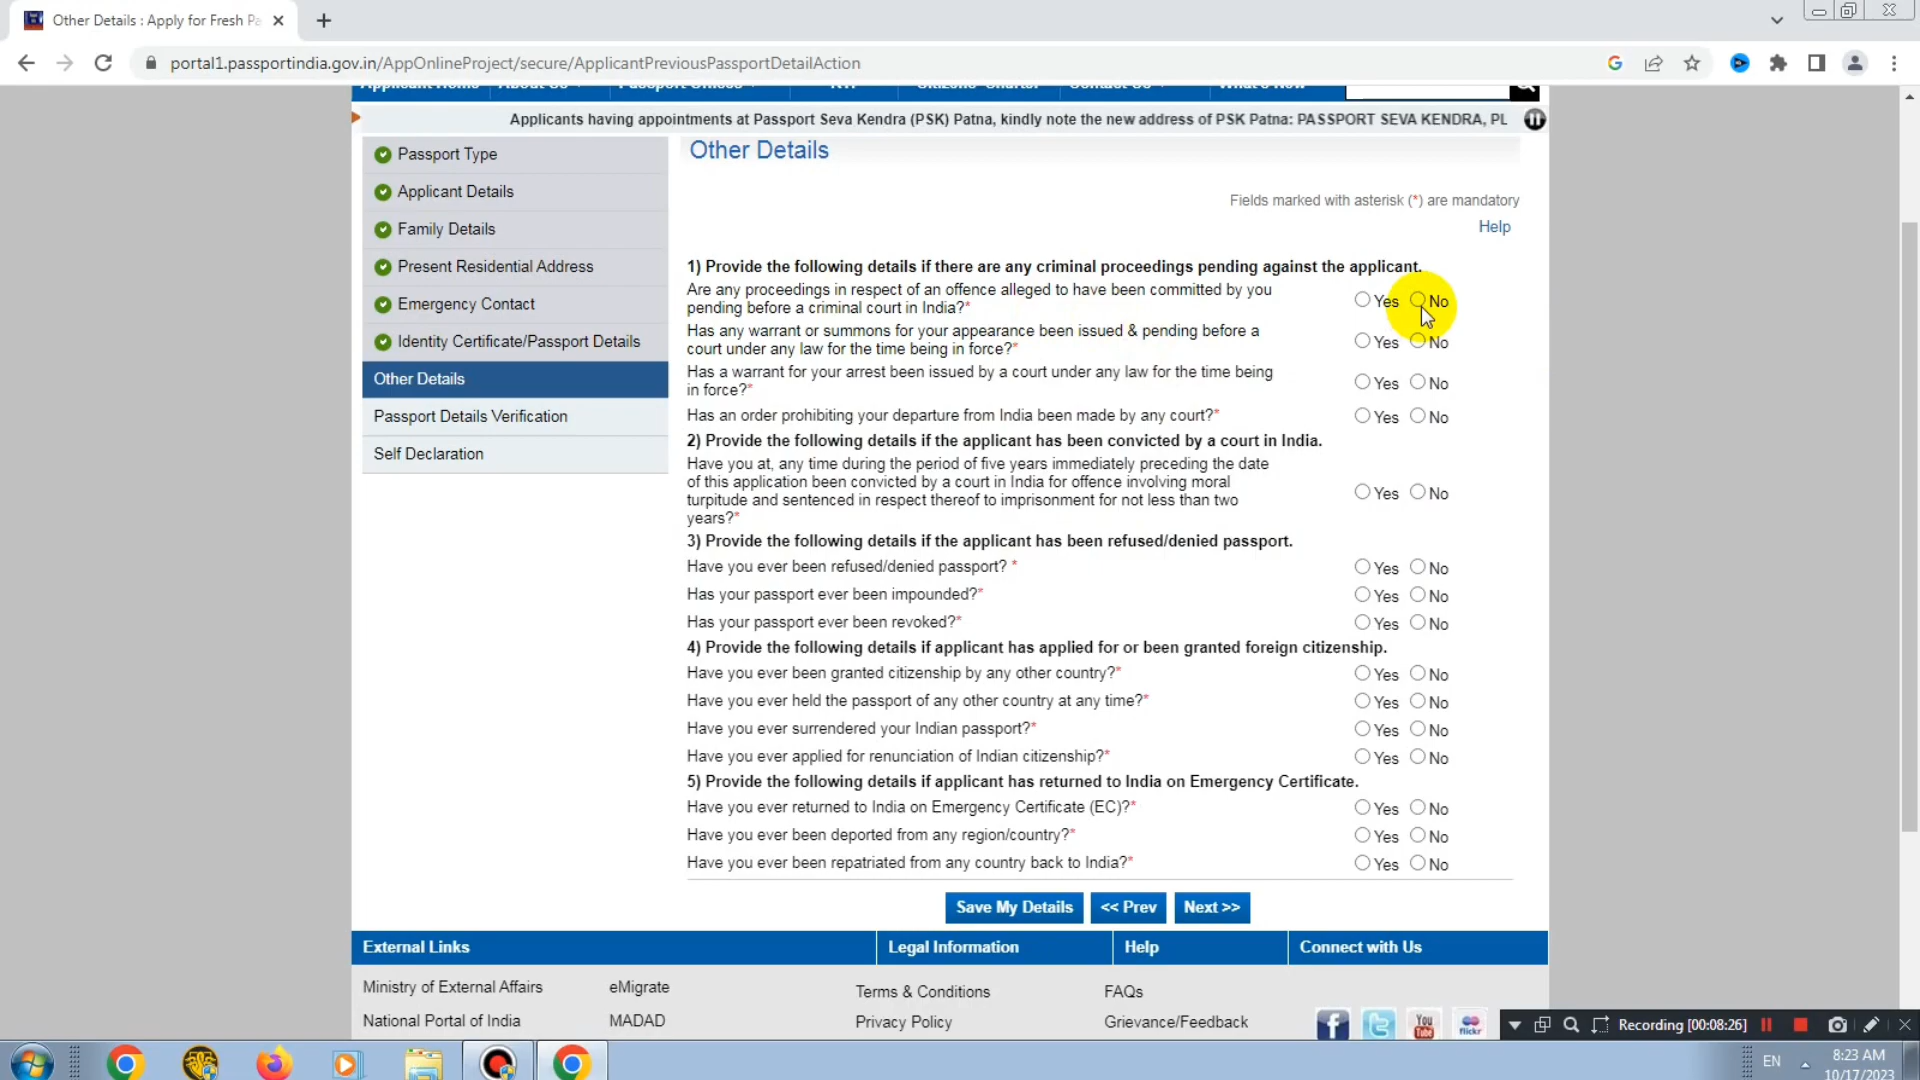 Other Details : Apply for Fresh Pa
portal1.passportindia.gov.in/AppOnlineProject/secure/ApplicantPreviousPassportDetailAction
Applicants having appointments at Passport Seva Kendra (PSK) Patna, kindly note the new address of PSK Patna: PASSPORT SEVA KENDRA, PL
Passport Type
Applicant Details
Family Details
Present Residential Address
Emergency Contact
Identity Certificate/Passport Details
Other Details
Passport Details Verification
Self Declaration
Other Details
Fields marked with asterisk (*) are mandatory
Help
1) Provide the following details if there are any criminal proceedings pending against the applicant.
Are any proceedings in respect of an offence alleged to have been committed by you
pending before a criminal court in India?* Yes No
Has any warrant or summons for your appearance been issued & pending before a
court under any law for the time being in force?* Yes No
Has a warrant for your arrest been issued by a court under any law for the time being
in force?* Yes No
Has an order prohibiting your departure from India been made by any court?* Yes No
2) Provide the following details if the applicant has been convicted by a court in India.
Have you at, any time during the period of five years immediately preceding the date
of this application been convicted by a court in India for offence involving moral
turpitude and sentenced in respect thereof to imprisonment for not less than two
years?* Yes No
3) Provide the following details if the applicant has been refused/denied passport.
Have you ever been refused/denied passport? * Yes No
Has your passport ever been impounded?* Yes No
Has your passport ever been revoked?* Yes No
4) Provide the following details if applicant has applied for or been granted foreign citizenship.
Have you ever been granted citizenship by any other country?* Yes No
Have you ever held the passport of any other country at any time?* Yes No
Have you ever surrendered your Indian passport?* Yes No
Have you ever applied for renunciation of Indian citizenship?* Yes No
5) Provide the following details if applicant has returned to India on Emergency Certificate.
Have you ever returned to India on Emergency Certificate (EC)?* Yes No
Have you ever been deported from any region/country?* Yes No
Have you ever been repatriated from any country back to India?* Yes No
Save My Details << Prev Next >>
External Links Legal Information Help Connect with Us
Ministry of External Affairs eMigrate Terms & Conditions FAQs
National Portal of India MADAD Privacy Policy Grievance/Feedback
You Tube flickr
Recording [00:08:26]
EN 8:23 AM
10/17/2023